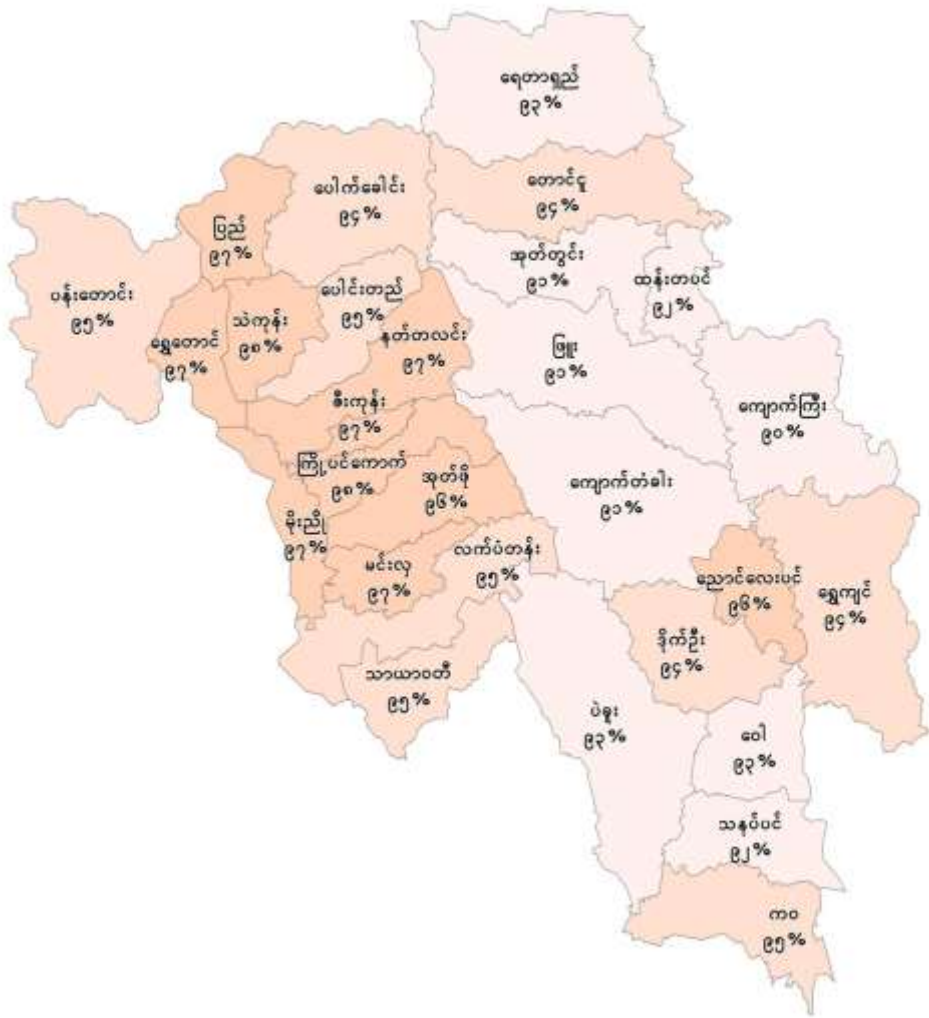 ရေတာရှည်
၉၃%
တောင်ငူ
၉၄%
ပေါက်ခေါင်း
၉၄%
ပြည်
၉၇%
အုတ်တွင်း
၉၁%
ထန်းတပင်
၉၂%
ပန်းတောင်း
၉၅%
ပေါင်းတည်
၉၅%
သဲကုန်း
၉၈%
ရွှေတောင်
၉၇%
နတ်တလင်း
၉၇%
ဖြူး
၉၁%
ကျောက်ကြီး
၉၀%
ဇီးကုန်း
၉၇%
ကြို့ပင်ကောက်
၉၈%
အုတ်ဖို
၉၆%
ကျောက်တံခါး
၉၁%
မိုးညို
၉၇%
မင်းလှ
၉၇%
လက်ပံတန်း
၉၅%
ညောင်လေးပင်
၉၆%
ရွှေကျင်
၉၄%
ဒိုက်ဦး
၉၄%
သာယာဝတီ
၉၅%
ပဲခူး
၉၃%
ဝေါ
၉၃%
သနပ်ပင်
၉၂%
ကဝ
၉၅%